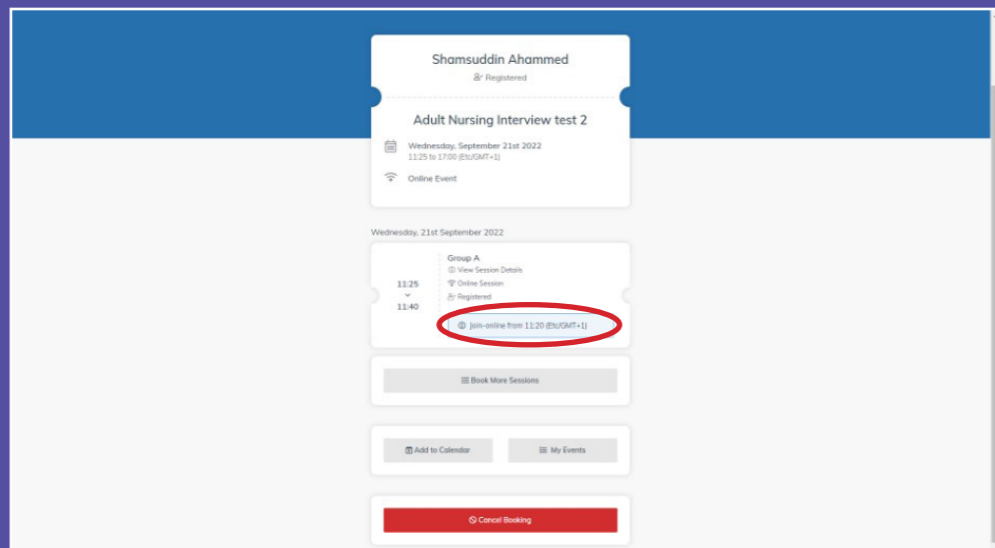 Shamsuddin Ahammed
Registered
Adult Nursing Interview test 2
Wednesday, September 21st 2022
11:25 to 17:00 (Etc/GMT+1)
Online Event
Wednesday, 21st September 2022
Group A
View Session Details
Online Session
Registered
11:25
11:40
Join-online from 11:20 (Etc/GMT+1)
Book More Sessions
Add to Calendar
My Events
Cancel Booking